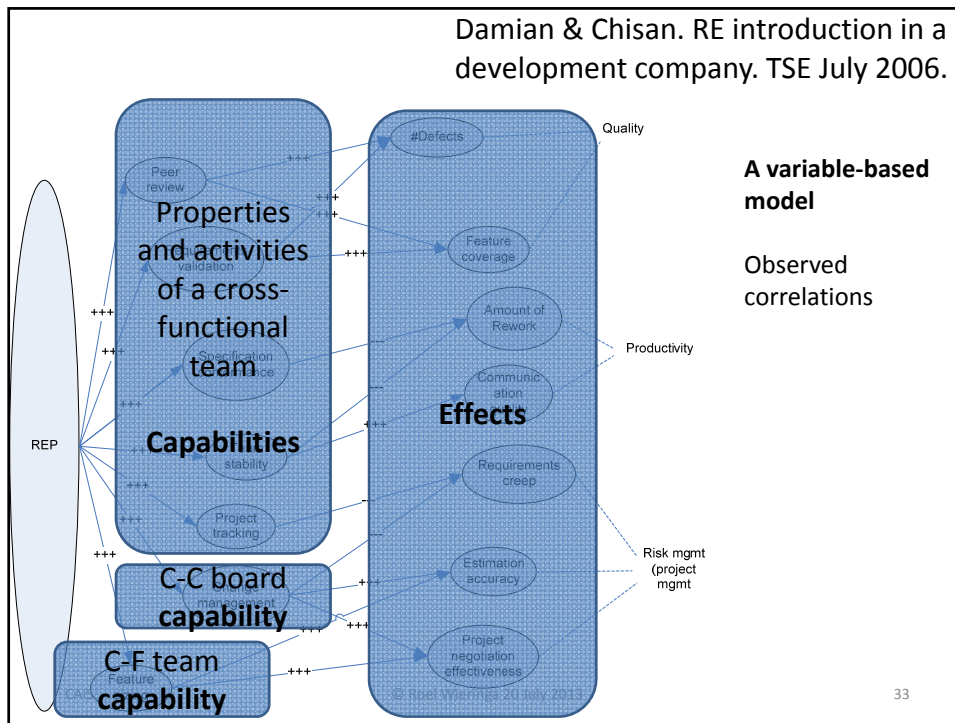 Damian & Chisan. RE introduction in a
development company. TSE July 2006.
#Defects
Quality
Peer
review
+++
+++
+++
A variable-based
model
Properties
and activities
of a cross-
functional
team
validation
+++
Feature
coverage
Observed
correlations
+++
Amount of
Rework
Productivity
Specification
---
+++
Effects
Capabilities
stability
+++
REP
+++
Requirements
creep
Project
tracking
---
+++
+++
Risk mgmt
(project
mgmt
C-C board
capability
management
Estimation
accuracy
+++
+++
C-F team
capability
Feature
+++
Project
negotiation
effectiveness
33